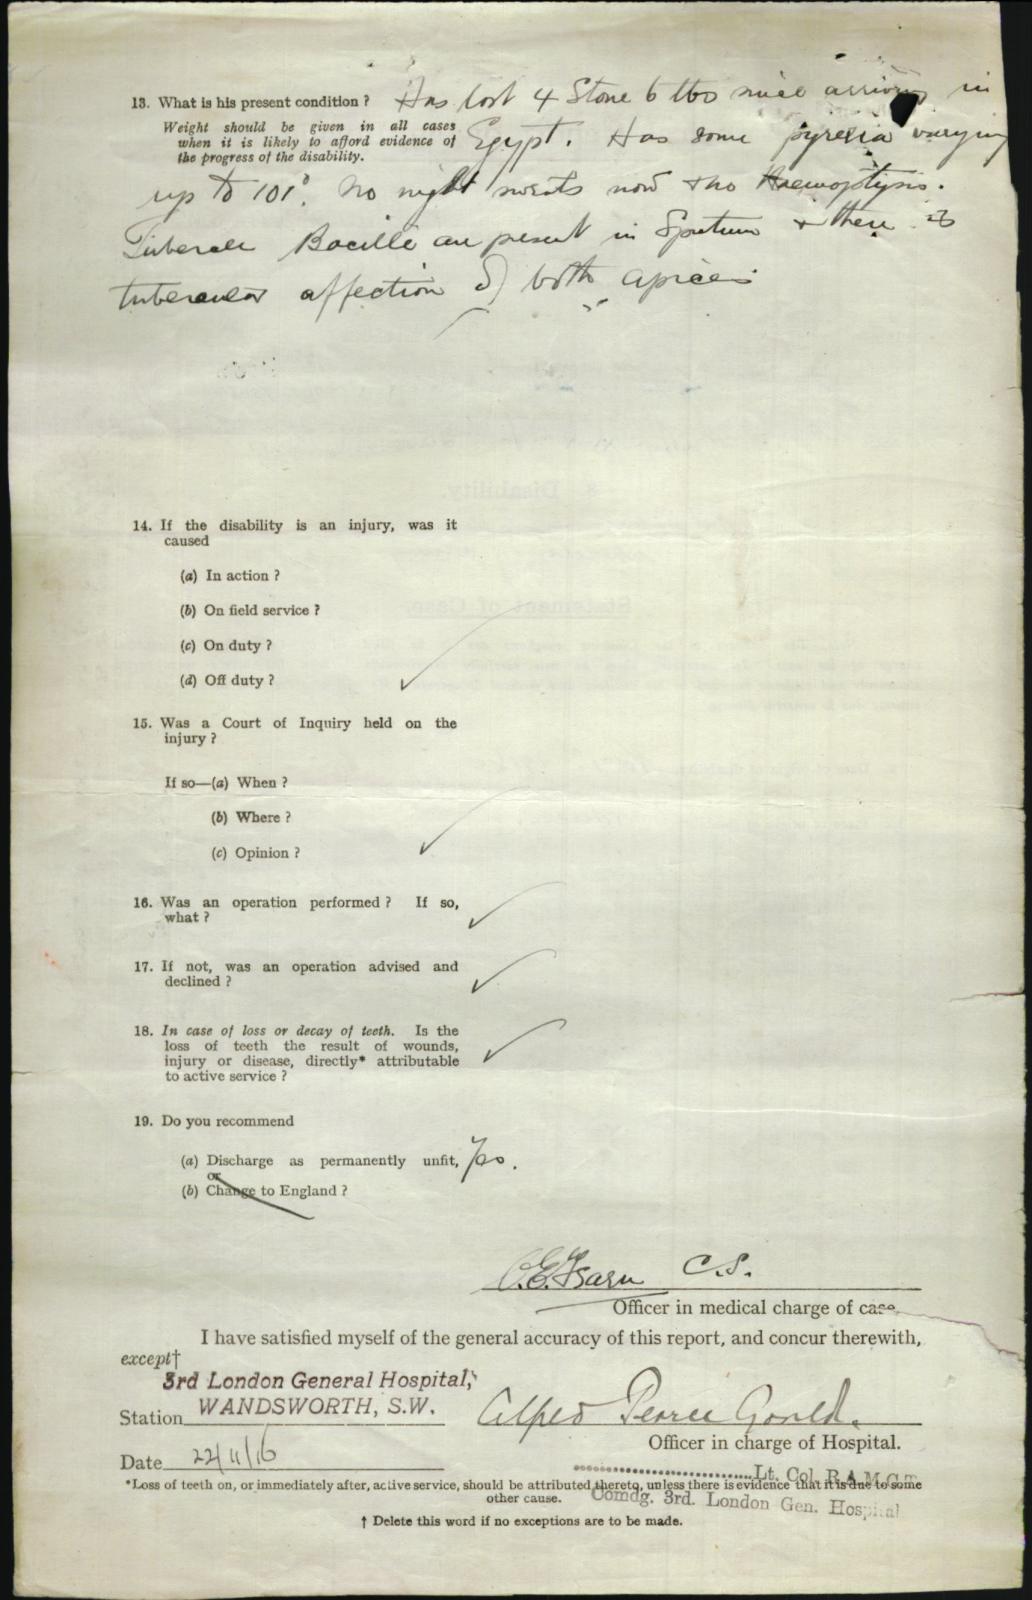 13. What is his present condition ? Has lost 4 Stone 6 lbs since arriving in
Weight should be given in all cases Egypt. Has some pyrexia varying
when it is likely to afford evidence of
the progress of the disability.
up to 101°. No night sweats now & no Haemoptysis.
Tubercle Bacilli are present in Sputum & there is
tubercular affection of both apices
14. If the disability is an injury, was it
caused
(a) In action ?
(b) On field service ?
(c) On duty ?
(d) Off duty ?
15. Was a Court of Inquiry held on the
injury ?
If so—(a) When ?
(b) Where ?
(c) Opinion ?
16. Was an operation performed ? If so,
what ?
17. If not, was an operation advised and
declined ?
18. In case of loss or decay of teeth. Is the
loss of teeth the result of wounds,
injury or disease, directly* attributable
to active service ?
19. Do you recommend
(a) Discharge as permanently unfit, Yes.
or
(b) Change to England ?
C.S.
Officer in medical charge of case.
I have satisfied myself of the general accuracy of this report, and concur therewith,
except†
3rd London General Hospital,
Station WANDSWORTH, S.W. Alfred Pearce Gould.
Officer in charge of Hospital.
Date 22/11/16
Lt. Col. R.A.M.C.T.
*Loss of teeth on, or immediately after, active service, should be attributed thereto, unless there is evidence that it is due to some
other cause.
Comdg. 3rd. London Gen. Hospital
† Delete this word if no exceptions are to be made.